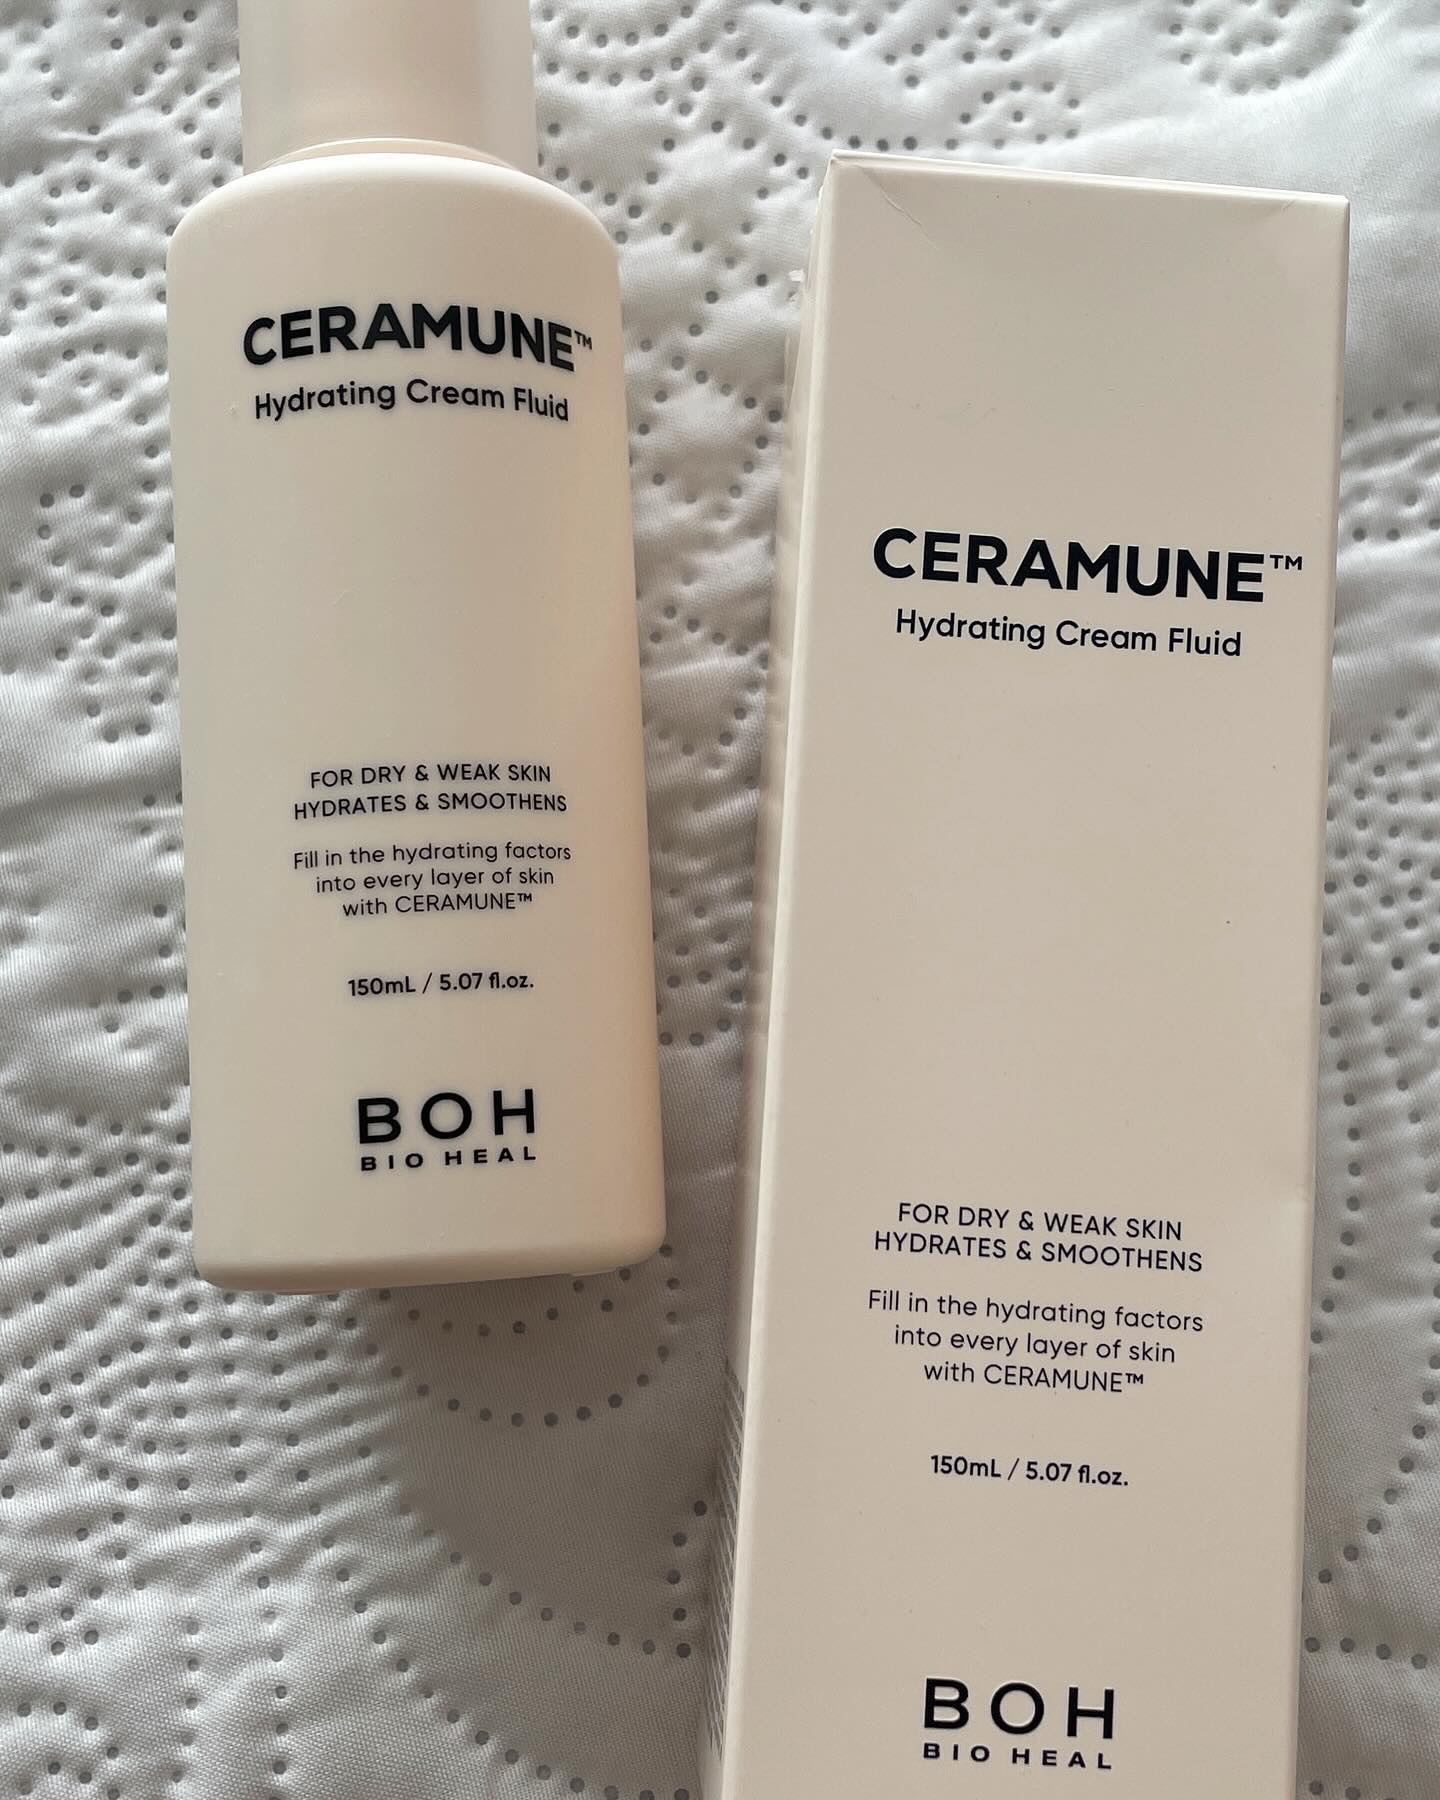 CERAMUNE™
Hydrating Cream Fluid
FOR DRY & WEAK SKIN
HYDRATES & SMOOTHENS
Fill in the hydrating factors
into every layer of skin
with CERAMUNE™
150mL / 5.07 fl.oz.
BOH
BIO HEAL
CERAMUNE™
Hydrating Cream Fluid
FOR DRY & WEAK SKIN
HYDRATES & SMOOTHENS
Fill in the hydrating factors
into every layer of skin
with CERAMUNE™
150mL / 5.07 fl.oz.
BOH
BIO HEAL